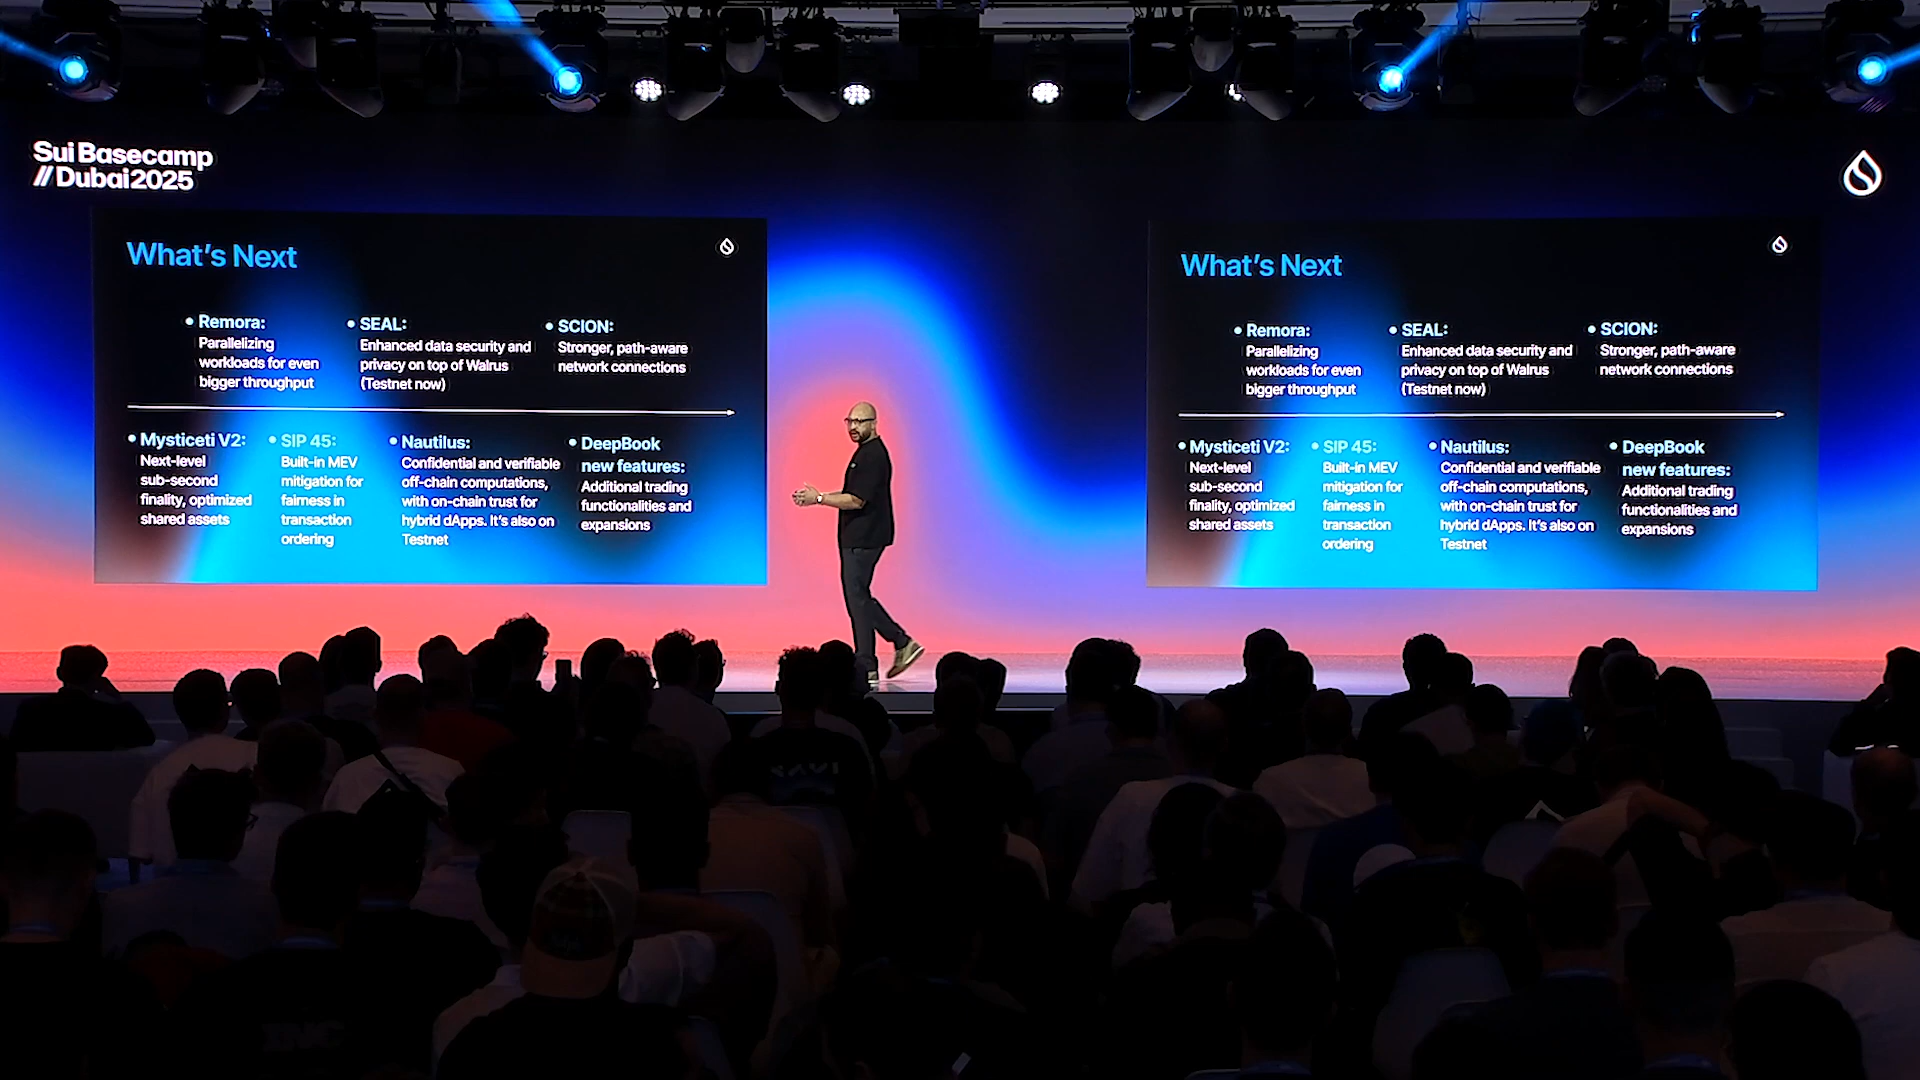 Sui Basecamp
// Dubai 2025
What's Next
• Remora:
Parallelizing
workloads for even
bigger throughput
• SEAL:
Enhanced data security and
privacy on top of Walrus
(Testnet now)
• SCION:
Stronger, path-aware
network connections
• Mysticeti V2:
Next-level
sub-second
finality, optimized
shared assets
• SIP 45:
Built-in MEV
mitigation for
fairness in
transaction
ordering
• Nautilus:
Confidential and verifiable
off-chain computations,
with on-chain trust for
hybrid dApps. It's also on
Testnet
• DeepBook
new features:
Additional trading
functionalities and
expansions
What's Next
• Remora:
Parallelizing
workloads for even
bigger throughput
• SEAL:
Enhanced data security and
privacy on top of Walrus
(Testnet now)
• SCION:
Stronger, path-aware
network connections
• Mysticeti V2:
Next-level
sub-second
finality, optimized
shared assets
• SIP 45:
Built-in MEV
mitigation for
fairness in
transaction
ordering
• Nautilus:
Confidential and verifiable
off-chain computations,
with on-chain trust for
hybrid dApps. It's also on
Testnet
• DeepBook
new features:
Additional trading
functionalities and
expansions